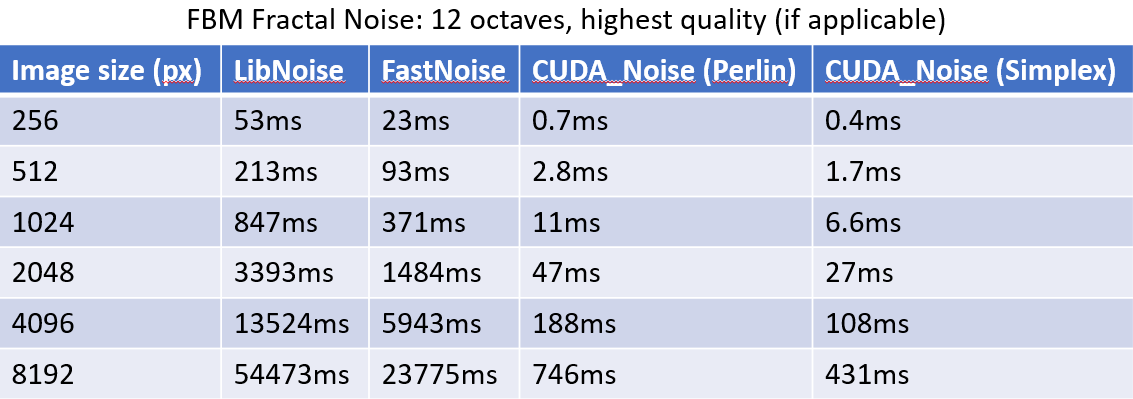 FBM Fractal Noise: 12 octaves, highest quality (if applicable)
Image size (px) LibNoise FastNoise CUDA_Noise (Perlin) CUDA_Noise (Simplex)
256 53ms 23ms 0.7ms 0.4ms
512 213ms 93ms 2.8ms 1.7ms
1024 847ms 371ms 11ms 6.6ms
2048 3393ms 1484ms 47ms 27ms
4096 13524ms 5943ms 188ms 108ms
8192 54473ms 23775ms 746ms 431ms